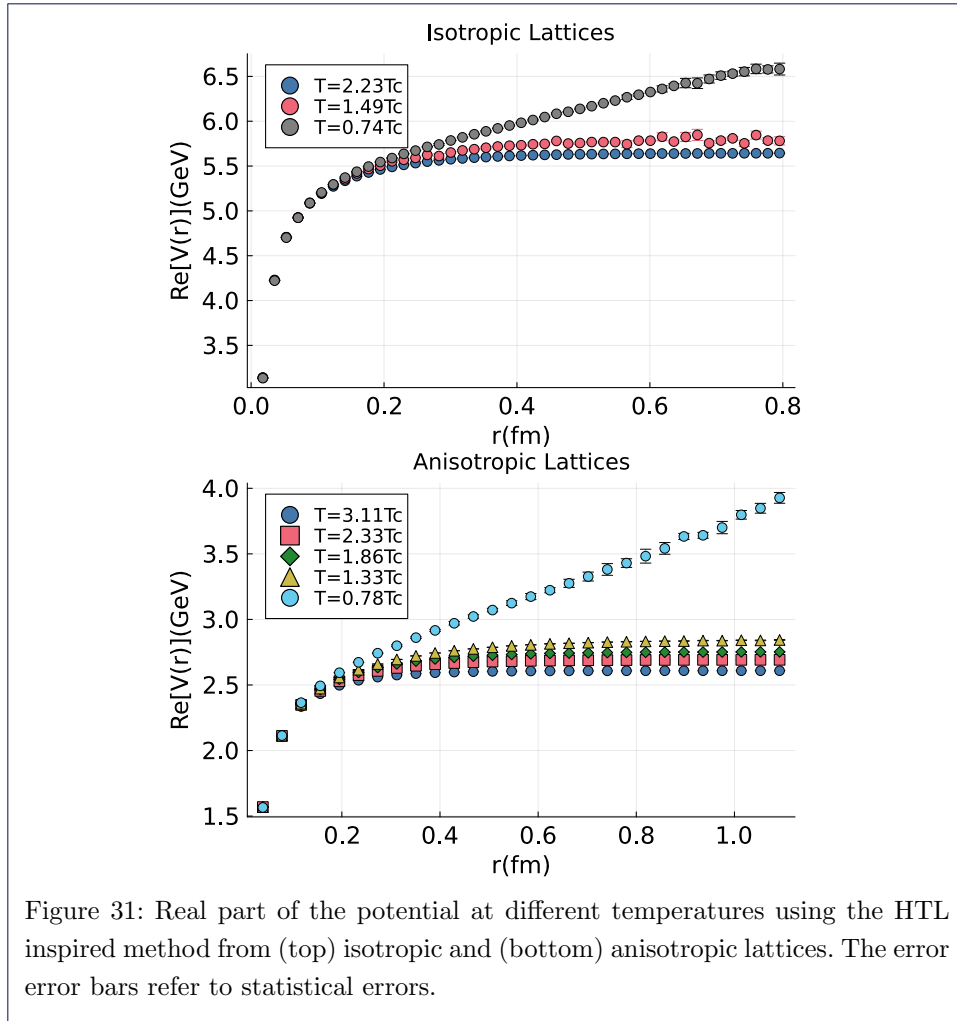 Isotropic Lattices
Re[V(r)](GeV)
6.5
6.0
5.5
5.0
4.5
4.0
3.5
T=2.23Tc
T=1.49Tc
T=0.74Tc
0.0 0.2 0.4 0.6 0.8
r(fm)
Anisotropic Lattices
Re[V(r)](GeV)
4.0
3.5
3.0
2.5
2.0
1.5
T=3.11Tc
T=2.33Tc
T=1.86Tc
T=1.33Tc
T=0.78Tc
0.2 0.4 0.6 0.8 1.0
r(fm)
Figure 31: Real part of the potential at different temperatures using the HTL
inspired method from (top) isotropic and (bottom) anisotropic lattices. The error
error bars refer to statistical errors.